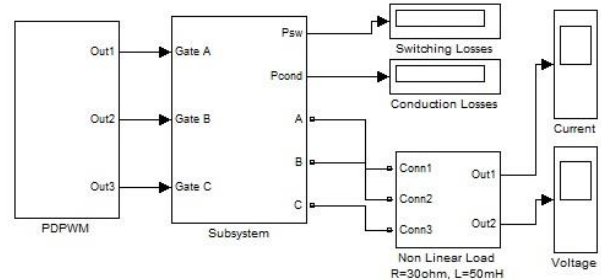 Out1
Out2
Out3
PDPWM
Gate A
Gate B
Gate C
Psw
Pcond
A
B
C
Subsystem
Switching Losses
Conduction Losses
Conn1
Conn2
Conn3
Out1
Out2
Non Linear Load
R=30ohm, L=50mH
Current
Voltage